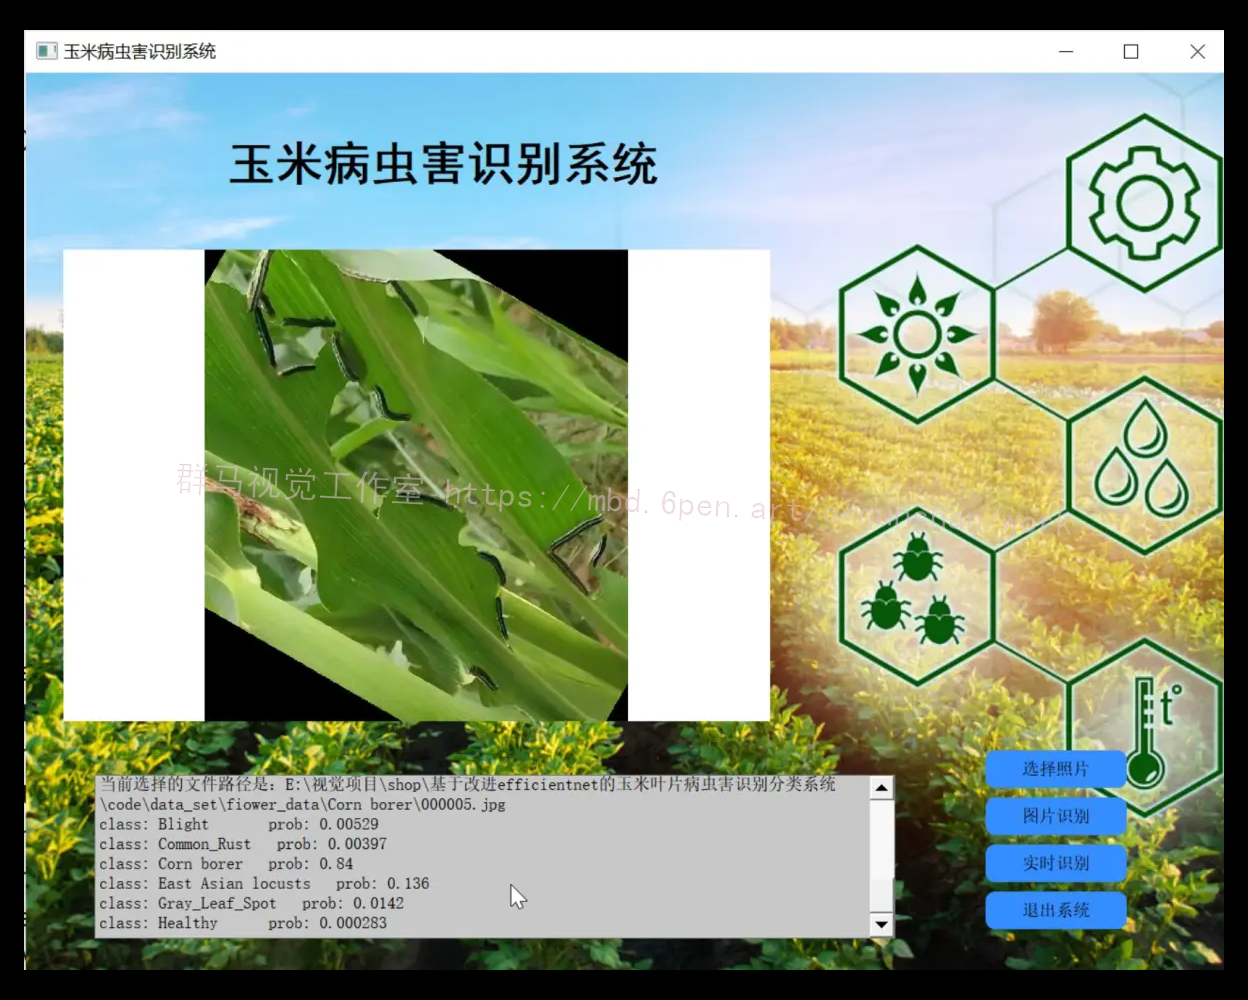 玉米病虫害识别系统
玉米病虫害识别系统
群马视觉工作室 https://mbd.6pen.art/
t°
当前选择的文件路径是：E:\视觉项目\shop\基于改进efficientnet的玉米叶片病虫害识别分类系统
\code\data_set\fiower_data\Corn borer\000005.jpg
class: Blight prob: 0.00529
class: Common_Rust prob: 0.00397
class: Corn borer prob: 0.84
class: East Asian locusts prob: 0.136
class: Gray_Leaf_Spot prob: 0.0142
class: Healthy prob: 0.000283
选择照片
图片识别
实时识别
退出系统